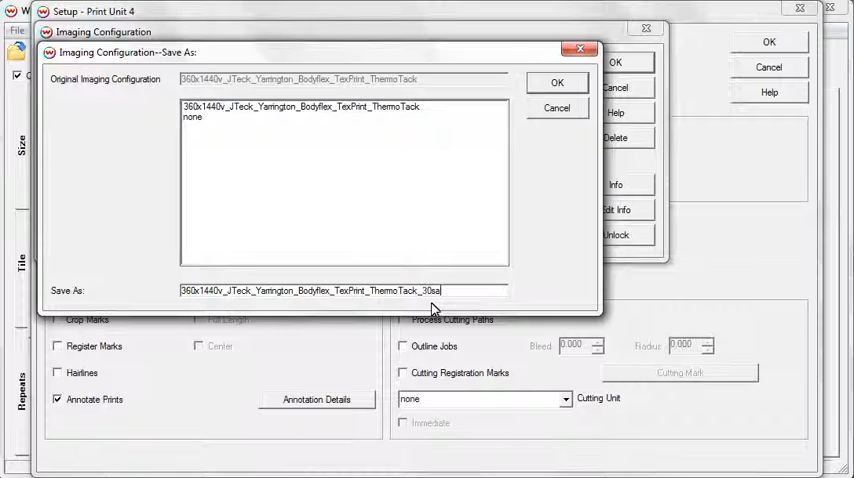 W
Setup - Print Unit 4
File
Imaging Configuration
Imaging Configuration--Save As:
Original Imaging Configuration
360x1440v_JTeck_Yarrington_Bodyflex_TexPrint_ThermoTack
OK
Cancel
360x1440v_JTeck_Yarrington_Bodyflex_TexPrint_ThermoTack
none
Save As:
360x1440v_JTeck_Yarrington_Bodyflex_TexPrint_ThermoTack_30sa
OK
Cancel
Help
Delete
Info
Edit Info
Unlock
OK
Cancel
Help
Size
Tile
Repeats
Crop Marks
Full Length
Process Cutting Paths
Register Marks
Center
Outline Jobs
Bleed
0.000
Radius
0.000
Hairlines
Cutting Registration Marks
Cutting Mark
Annotate Prints
Annotation Details
none
Cutting Unit
Immediate